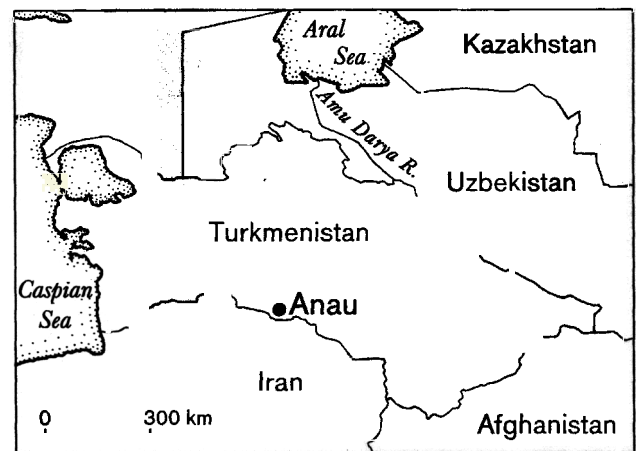 Aral
Sea
Kazakhstan
Amu Darya R.
Uzbekistan
Turkmenistan
Caspian
Sea
Anau
Iran
0 300 km
Afghanistan